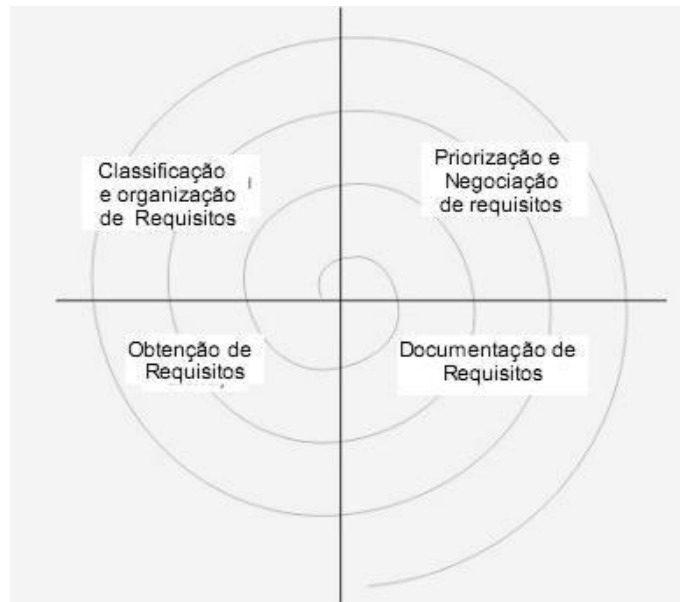 Classificação
e organização
de Requisitos
Priorização e
Negociação
de requisitos
Obtenção de
Requisitos
Documentação de
Requisitos